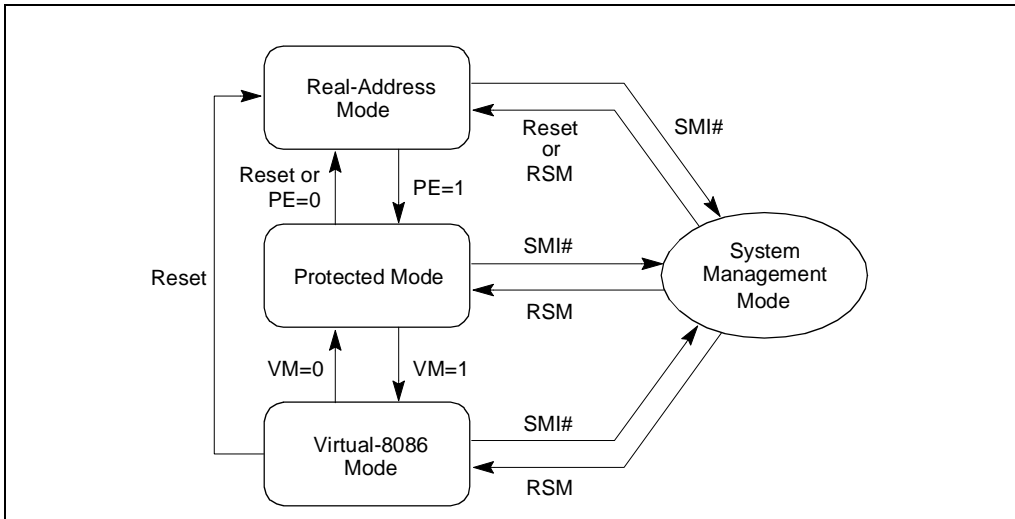 Real-Address
Mode
SMI#
Reset
or
RSM
Reset or
PE=0
PE=1
Reset
Protected Mode
SMI#
RSM
System
Management
Mode
VM=0
VM=1
Virtual-8086
Mode
SMI#
RSM